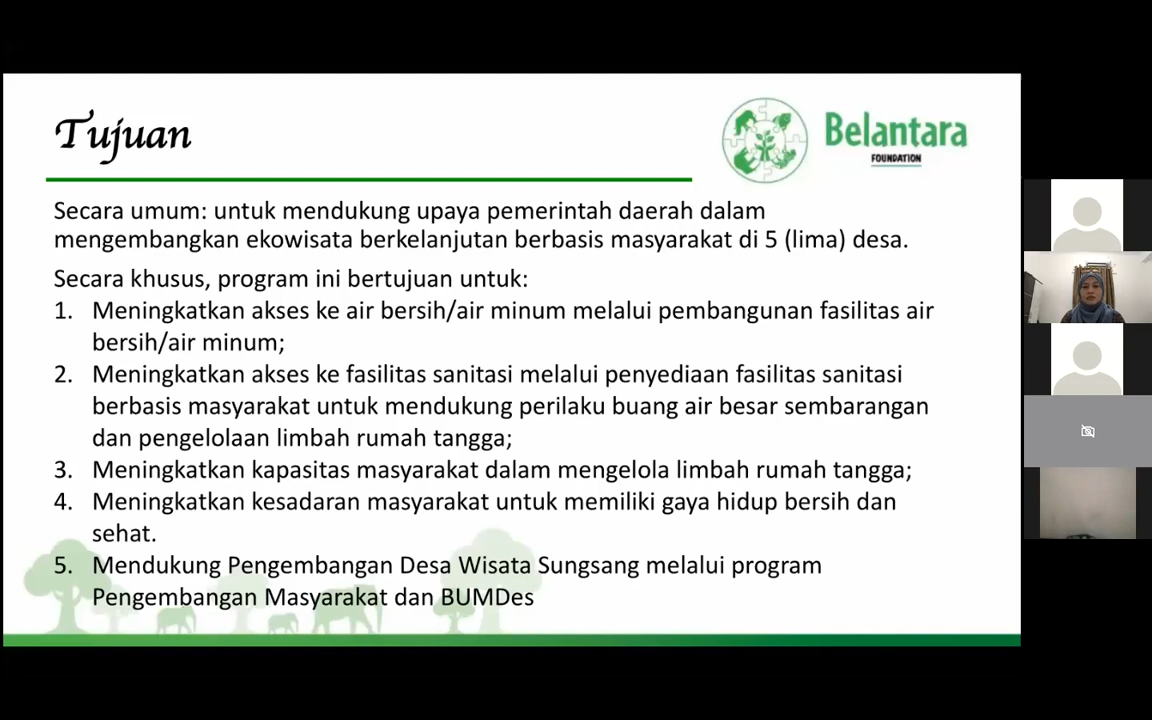 Tujuan
Belantara
FOUNDATION
Secara umum: untuk mendukung upaya pemerintah daerah dalam
mengembangkan ekowisata berkelanjutan berbasis masyarakat di 5 (lima) desa.
Secara khusus, program ini bertujuan untuk:
1. Meningkatkan akses ke air bersih/air minum melalui pembangunan fasilitas air
bersih/air minum;
2. Meningkatkan akses ke fasilitas sanitasi melalui penyediaan fasilitas sanitasi
berbasis masyarakat untuk mendukung perilaku buang air besar sembarangan
dan pengelolaan limbah rumah tangga;
3. Meningkatkan kapasitas masyarakat dalam mengelola limbah rumah tangga;
4. Meningkatkan kesadaran masyarakat untuk memiliki gaya hidup bersih dan
sehat.
5. Mendukung Pengembangan Desa Wisata Sungsang melalui program
Pengembangan Masyarakat dan BUMDes